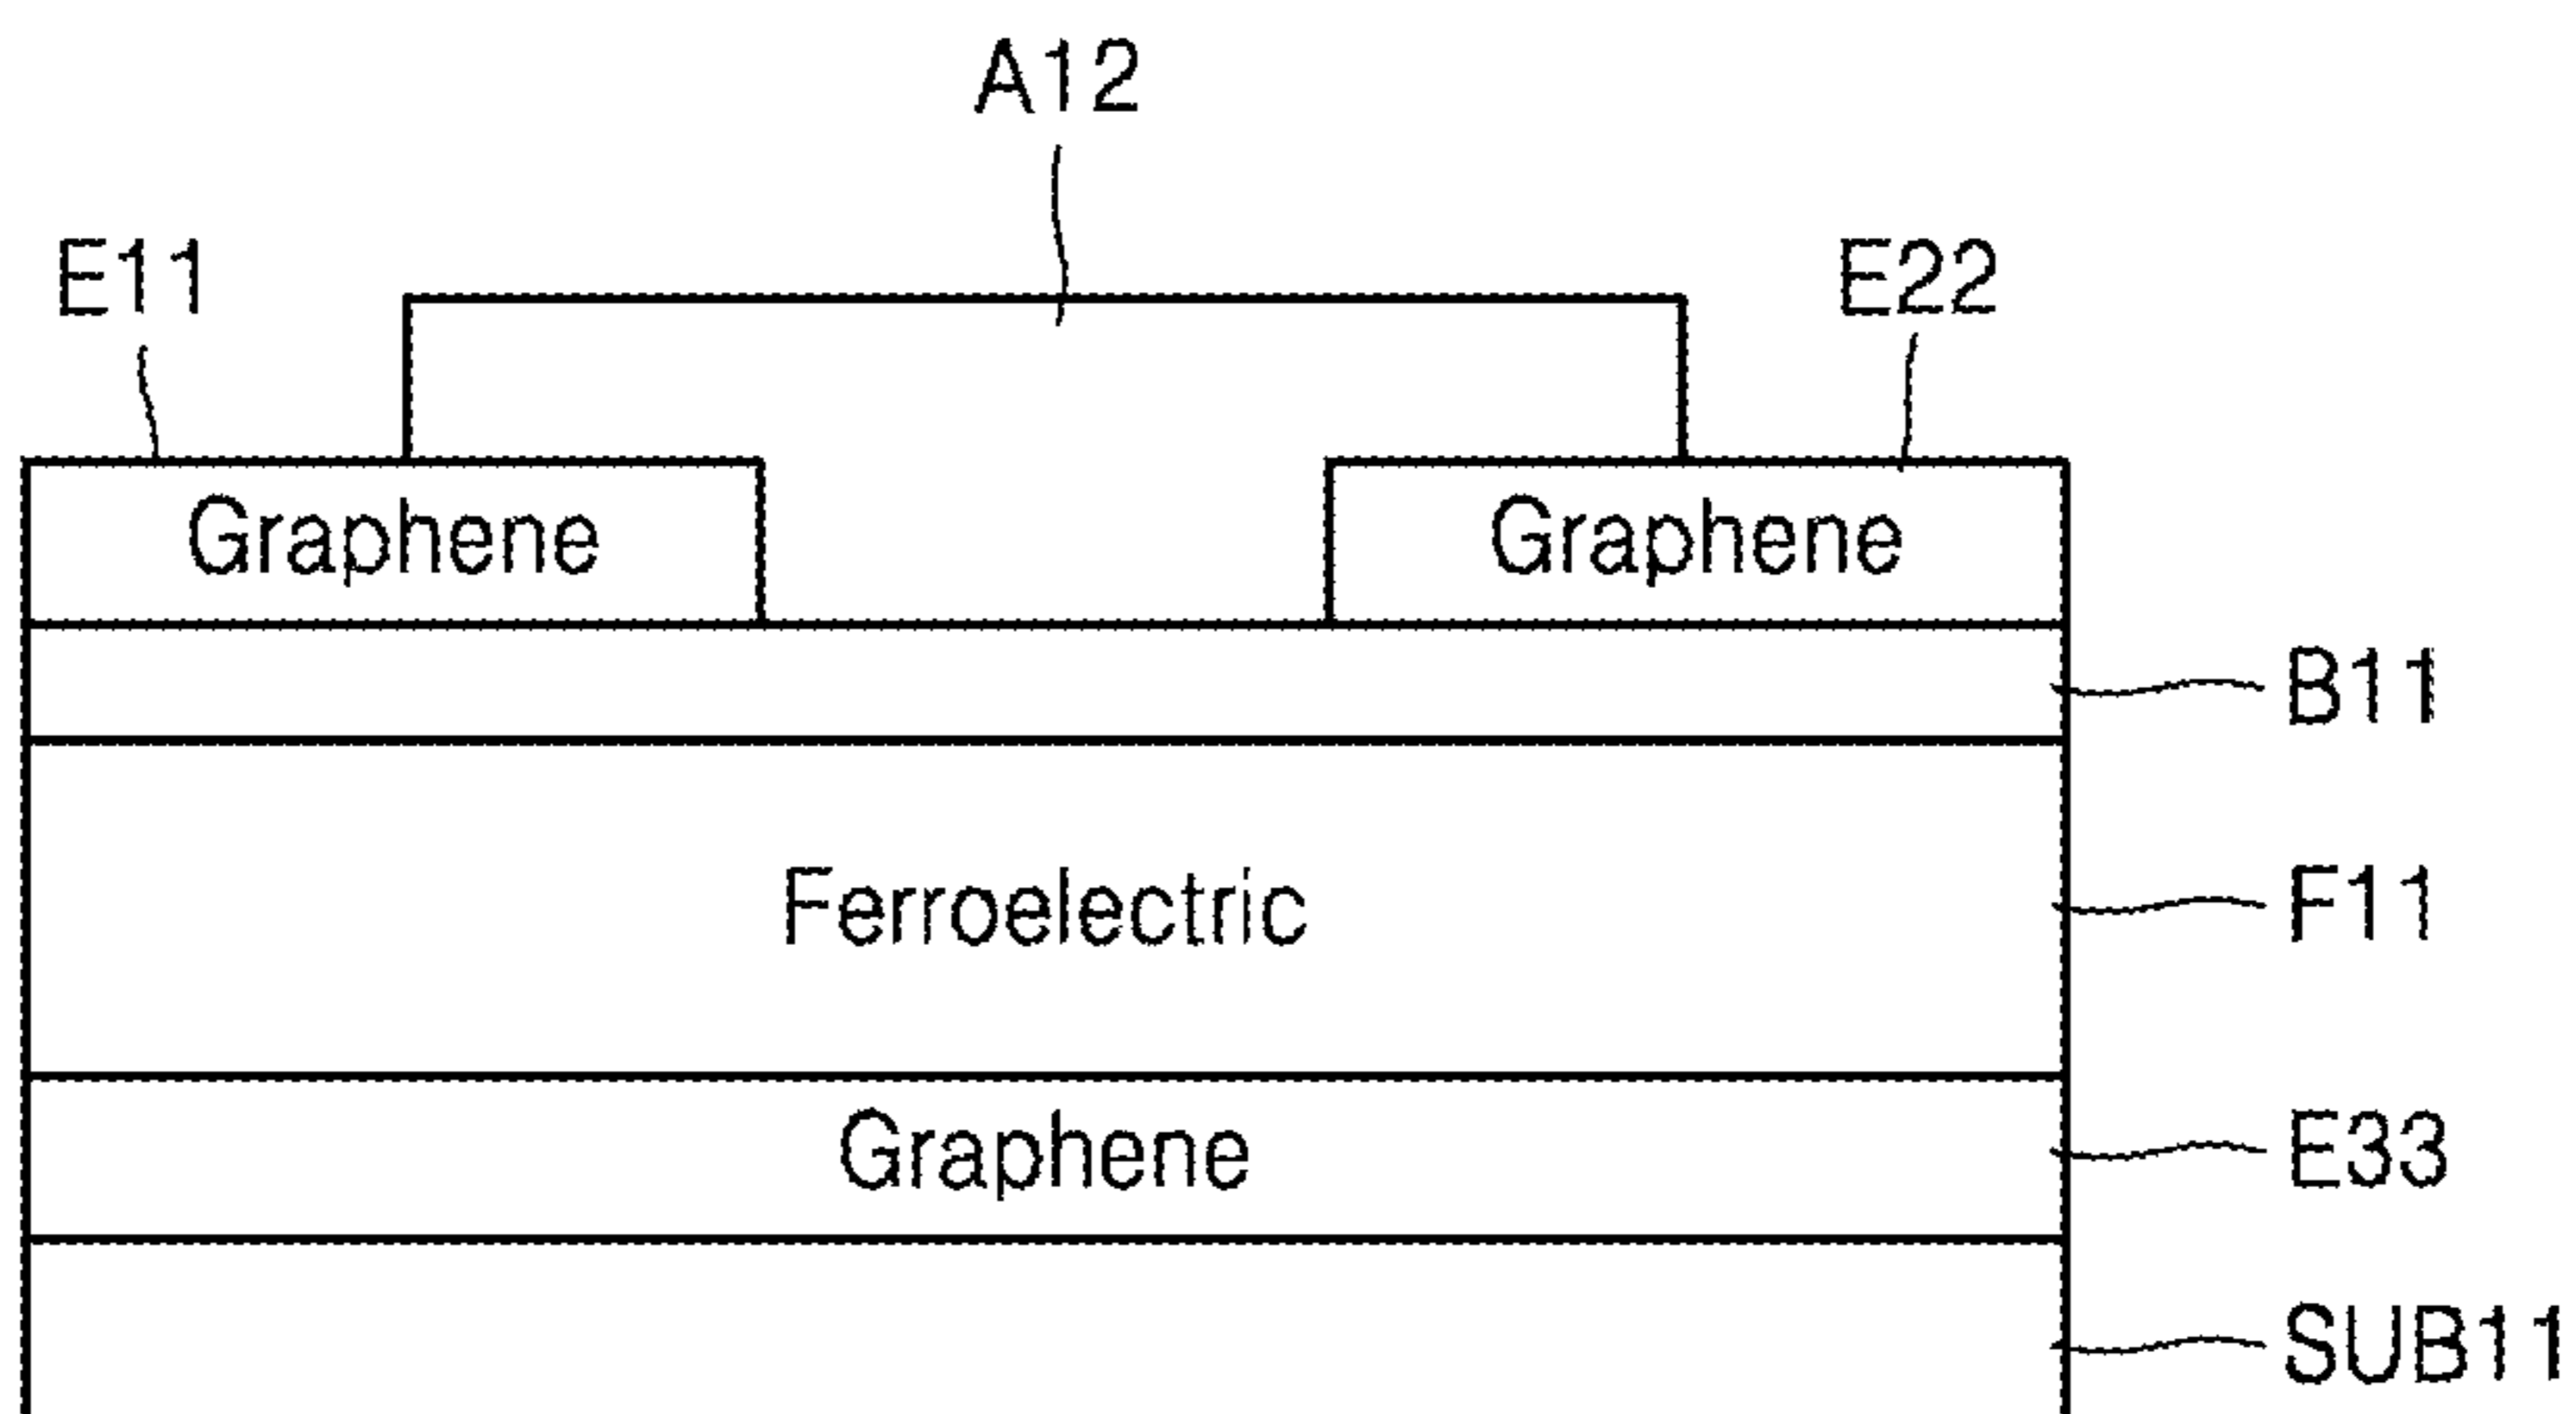 A12
E11
E22
Graphene
Graphene
B11
Ferroelectric
F11
Graphene
E33
SUB11